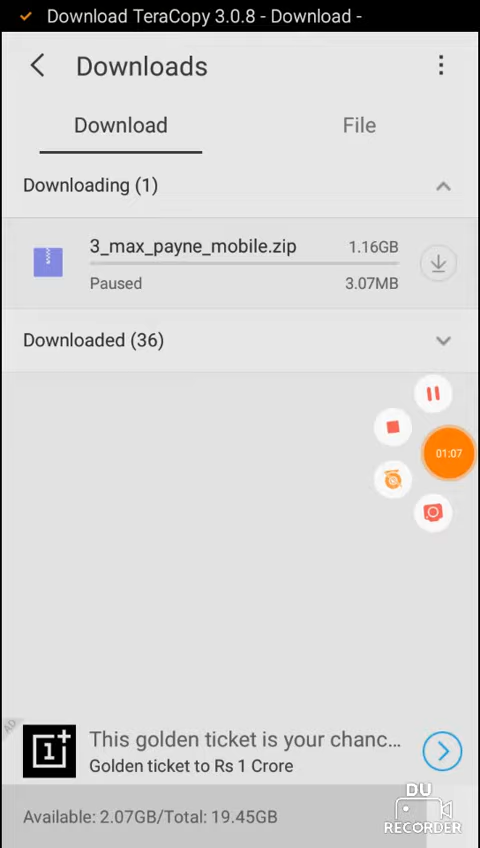 Download TeraCopy 3.0.8 - Download -
Downloads
Download
File
Downloading (1)
3_max_payne_mobile.zip
1.16GB
Paused
3.07MB
Downloaded (36)
01:07
AD
This golden ticket is your chanc...
Golden ticket to Rs 1 Crore
Available: 2.07GB/Total: 19.45GB
DU
RECORDER